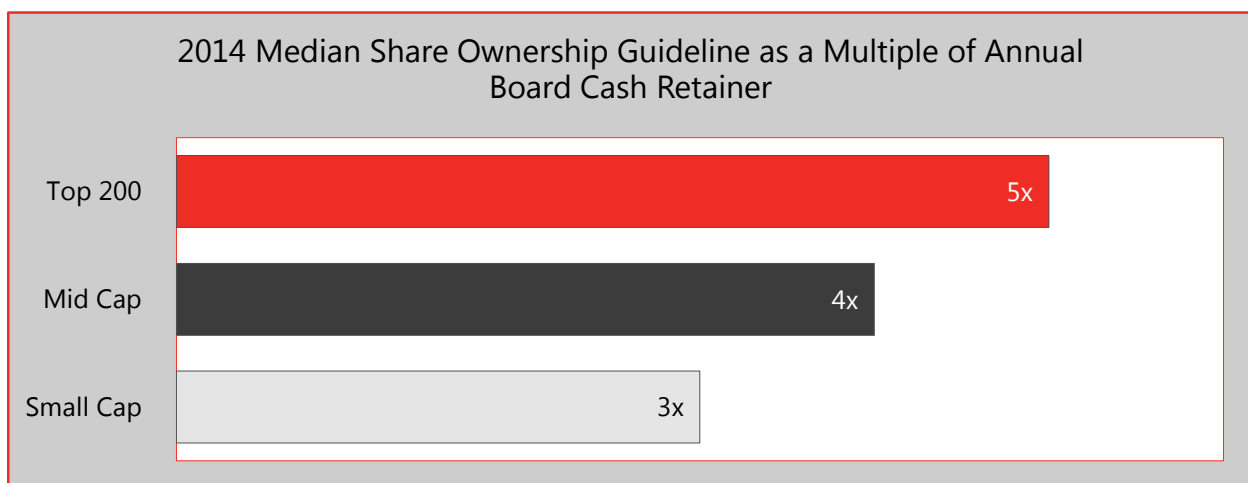 2014 Median Share Ownership Guideline as a Multiple of Annual
Board Cash Retainer
Top 200
5x
Mid Cap
4x
Small Cap
3x